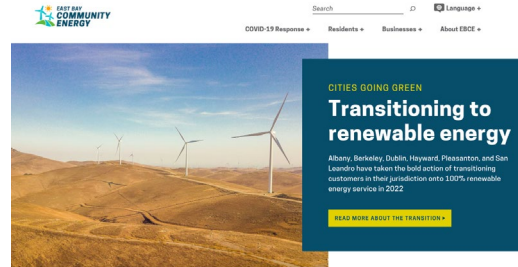 EAST BAY
COMMUNITY
ENERGY
Search
Language +
COVID-19 Response +
Residents +
Businesses +
About EBCE +
CITIES GOING GREEN
Transitioning to
renewable energy
Albany, Berkeley, Dublin, Hayward, Pleasanton, and San
Leandro have taken the bold action of transitioning
customers in their jurisdiction onto 100% renewable
energy service in 2022
READ MORE ABOUT THE TRANSITION +